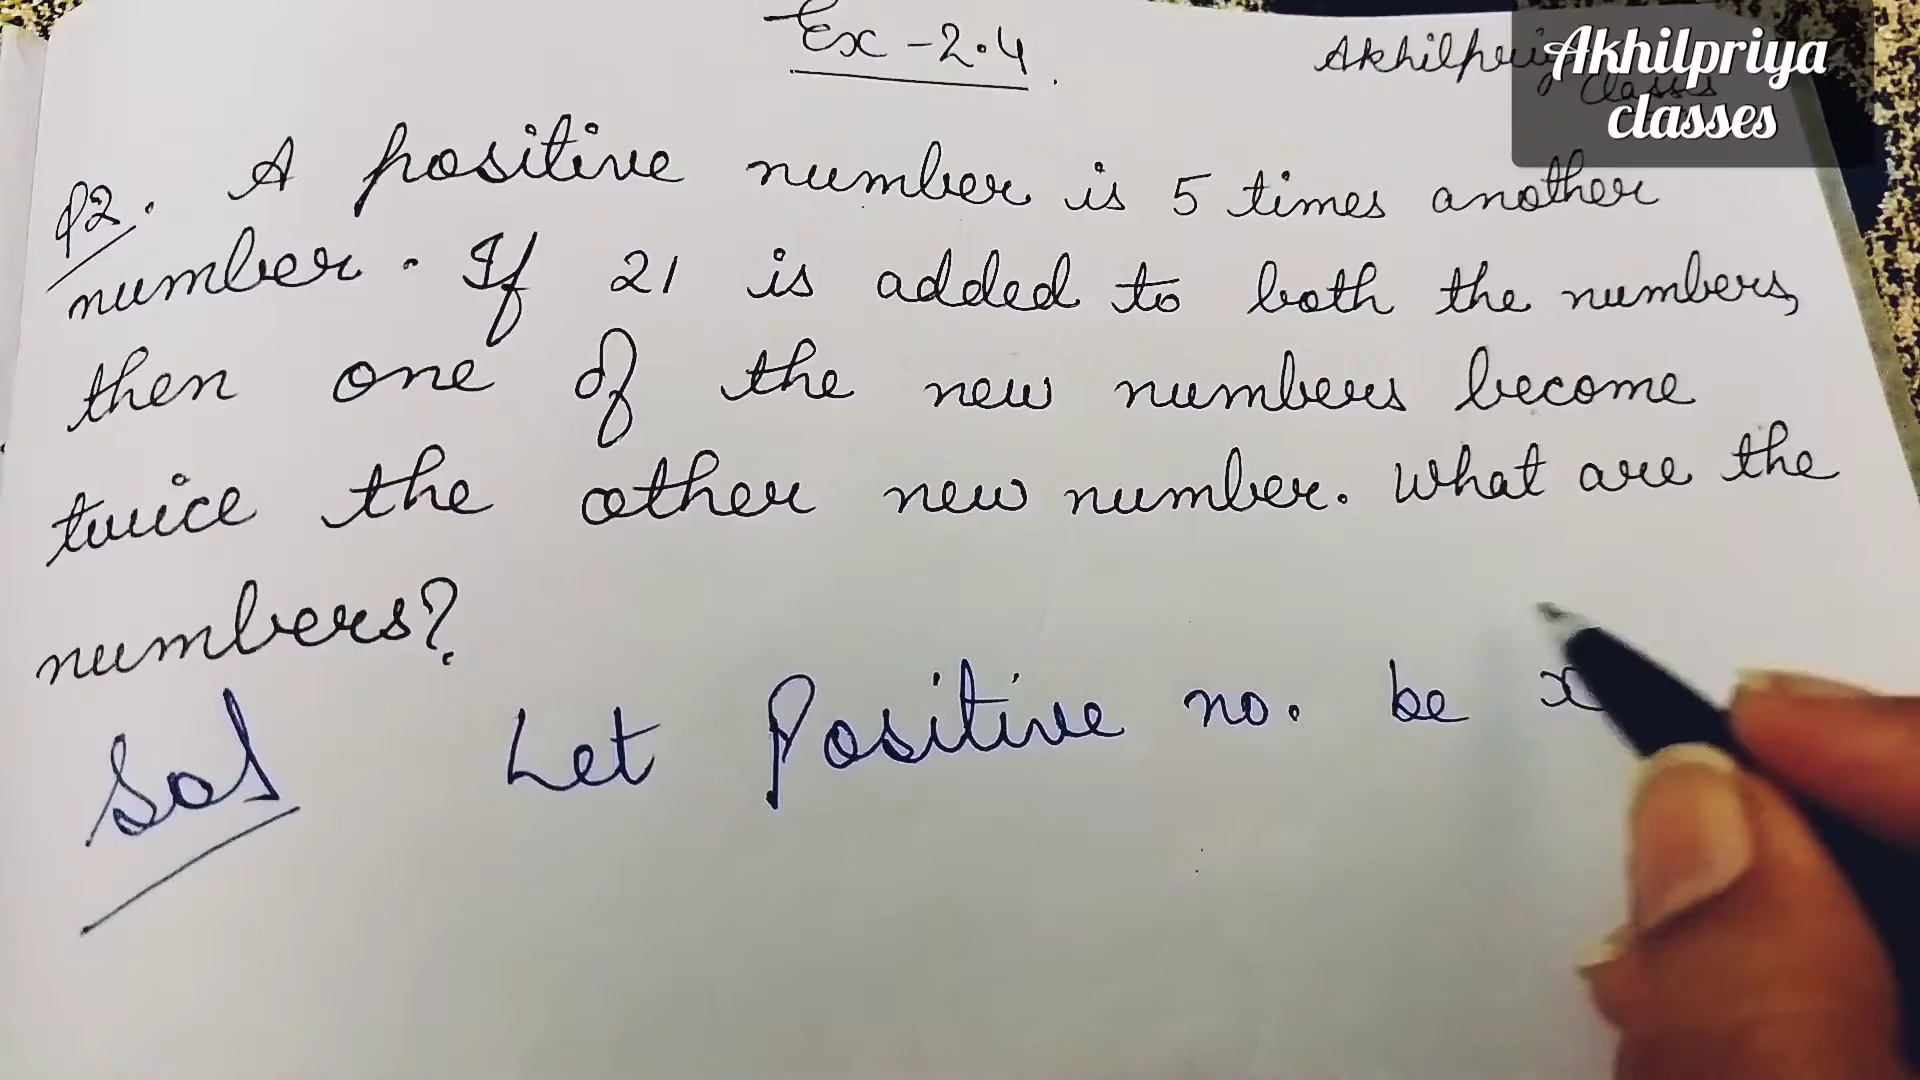 Ex - 2.4
Akhilpriya
classes
Akhilpriya
classes
Q2. A positive number is 5 times another
number. If 21 is added to both the numbers,
then one of the new numbers become
twice the other new number. What are the
numbers?
Sol Let Positive no. be x